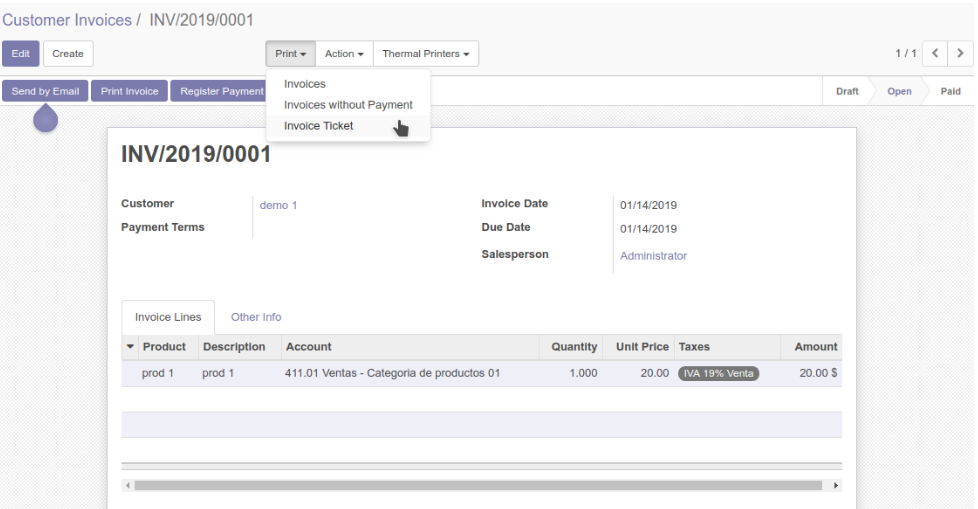 Customer Invoices / INV/2019/0001
Edit Create Print Action Thermal Printers 1 / 1
Send by Email Print Invoice Register Payment Draft Open Paid
Invoices
Invoices without Payment
Invoice Ticket
INV/2019/0001
Customer demo 1 Invoice Date 01/14/2019
Payment Terms Due Date 01/14/2019
Salesperson Administrator
Invoice Lines Other Info
Product Description Account Quantity Unit Price Taxes Amount
prod 1 prod 1 411.01 Ventas - Categoria de productos 01 1.000 20.00 IVA 19% Venta 20.00 $